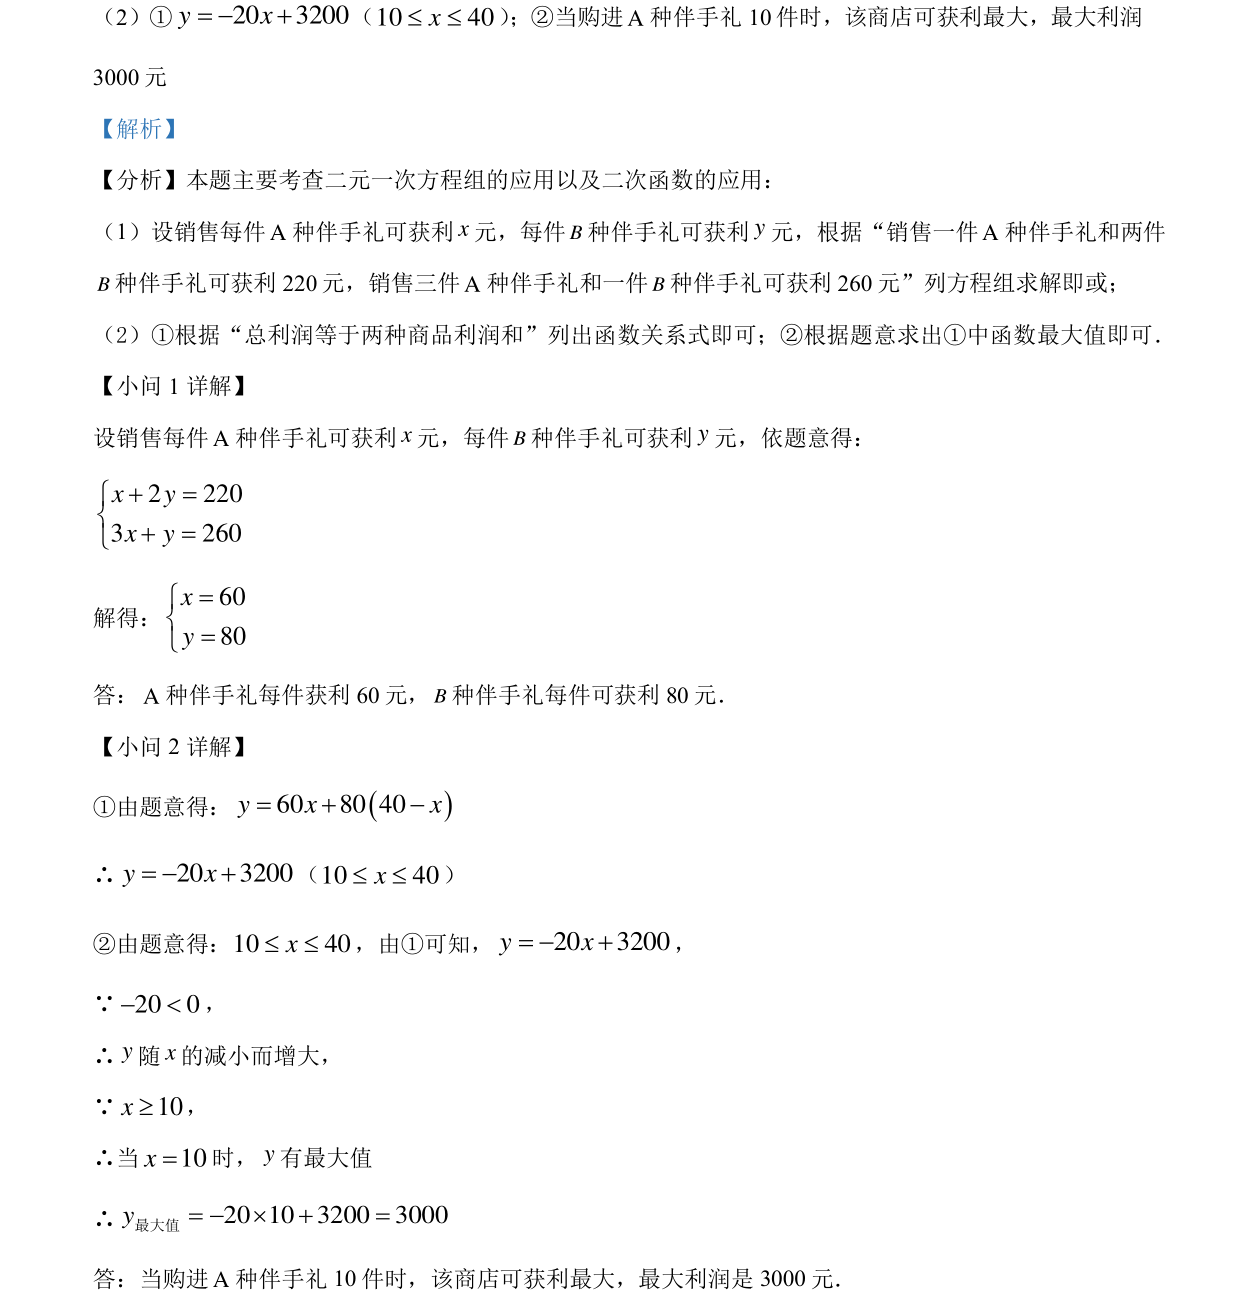 （2）① y = −20x + 3200（10 ≤ x ≤ 40）；②当购进 A 种伴手礼 10 件时，该商店可获利最大，最大利润
3000 元
【解析】
【分析】本题主要考查二元一次方程组的应用以及二次函数的应用：
（1）设销售每件 A 种伴手礼可获利 x 元，每件 B 种伴手礼可获利 y 元，根据“销售一件 A 种伴手礼和两件
B 种伴手礼可获利 220 元，销售三件 A 种伴手礼和一件 B 种伴手礼可获利 260 元”列方程组求解即或；
（2）①根据“总利润等于两种商品利润和”列出函数关系式即可；②根据题意求出①中函数最大值即可．
【小问 1 详解】
设销售每件 A 种伴手礼可获利 x 元，每件 B 种伴手礼可获利 y 元，依题意得：
x + 2y = 220
3x + y = 260
x = 60
解得：
y = 80
答： A 种伴手礼每件获利 60 元， B 种伴手礼每件可获利 80 元．
【小问 2 详解】
①由题意得： y = 60x + 80(40 − x)
∴ y = −20x + 3200（10 ≤ x ≤ 40）
②由题意得：10 ≤ x ≤ 40，由①可知， y = −20x + 3200，
∵ −20 < 0，
∴ y 随 x 的减小而增大，
∵ x ≥ 10，
∴当 x = 10 时， y 有最大值
∴ y最大值 = −20×10 + 3200 = 3000
答：当购进 A 种伴手礼 10 件时，该商店可获利最大，最大利润是 3000 元．